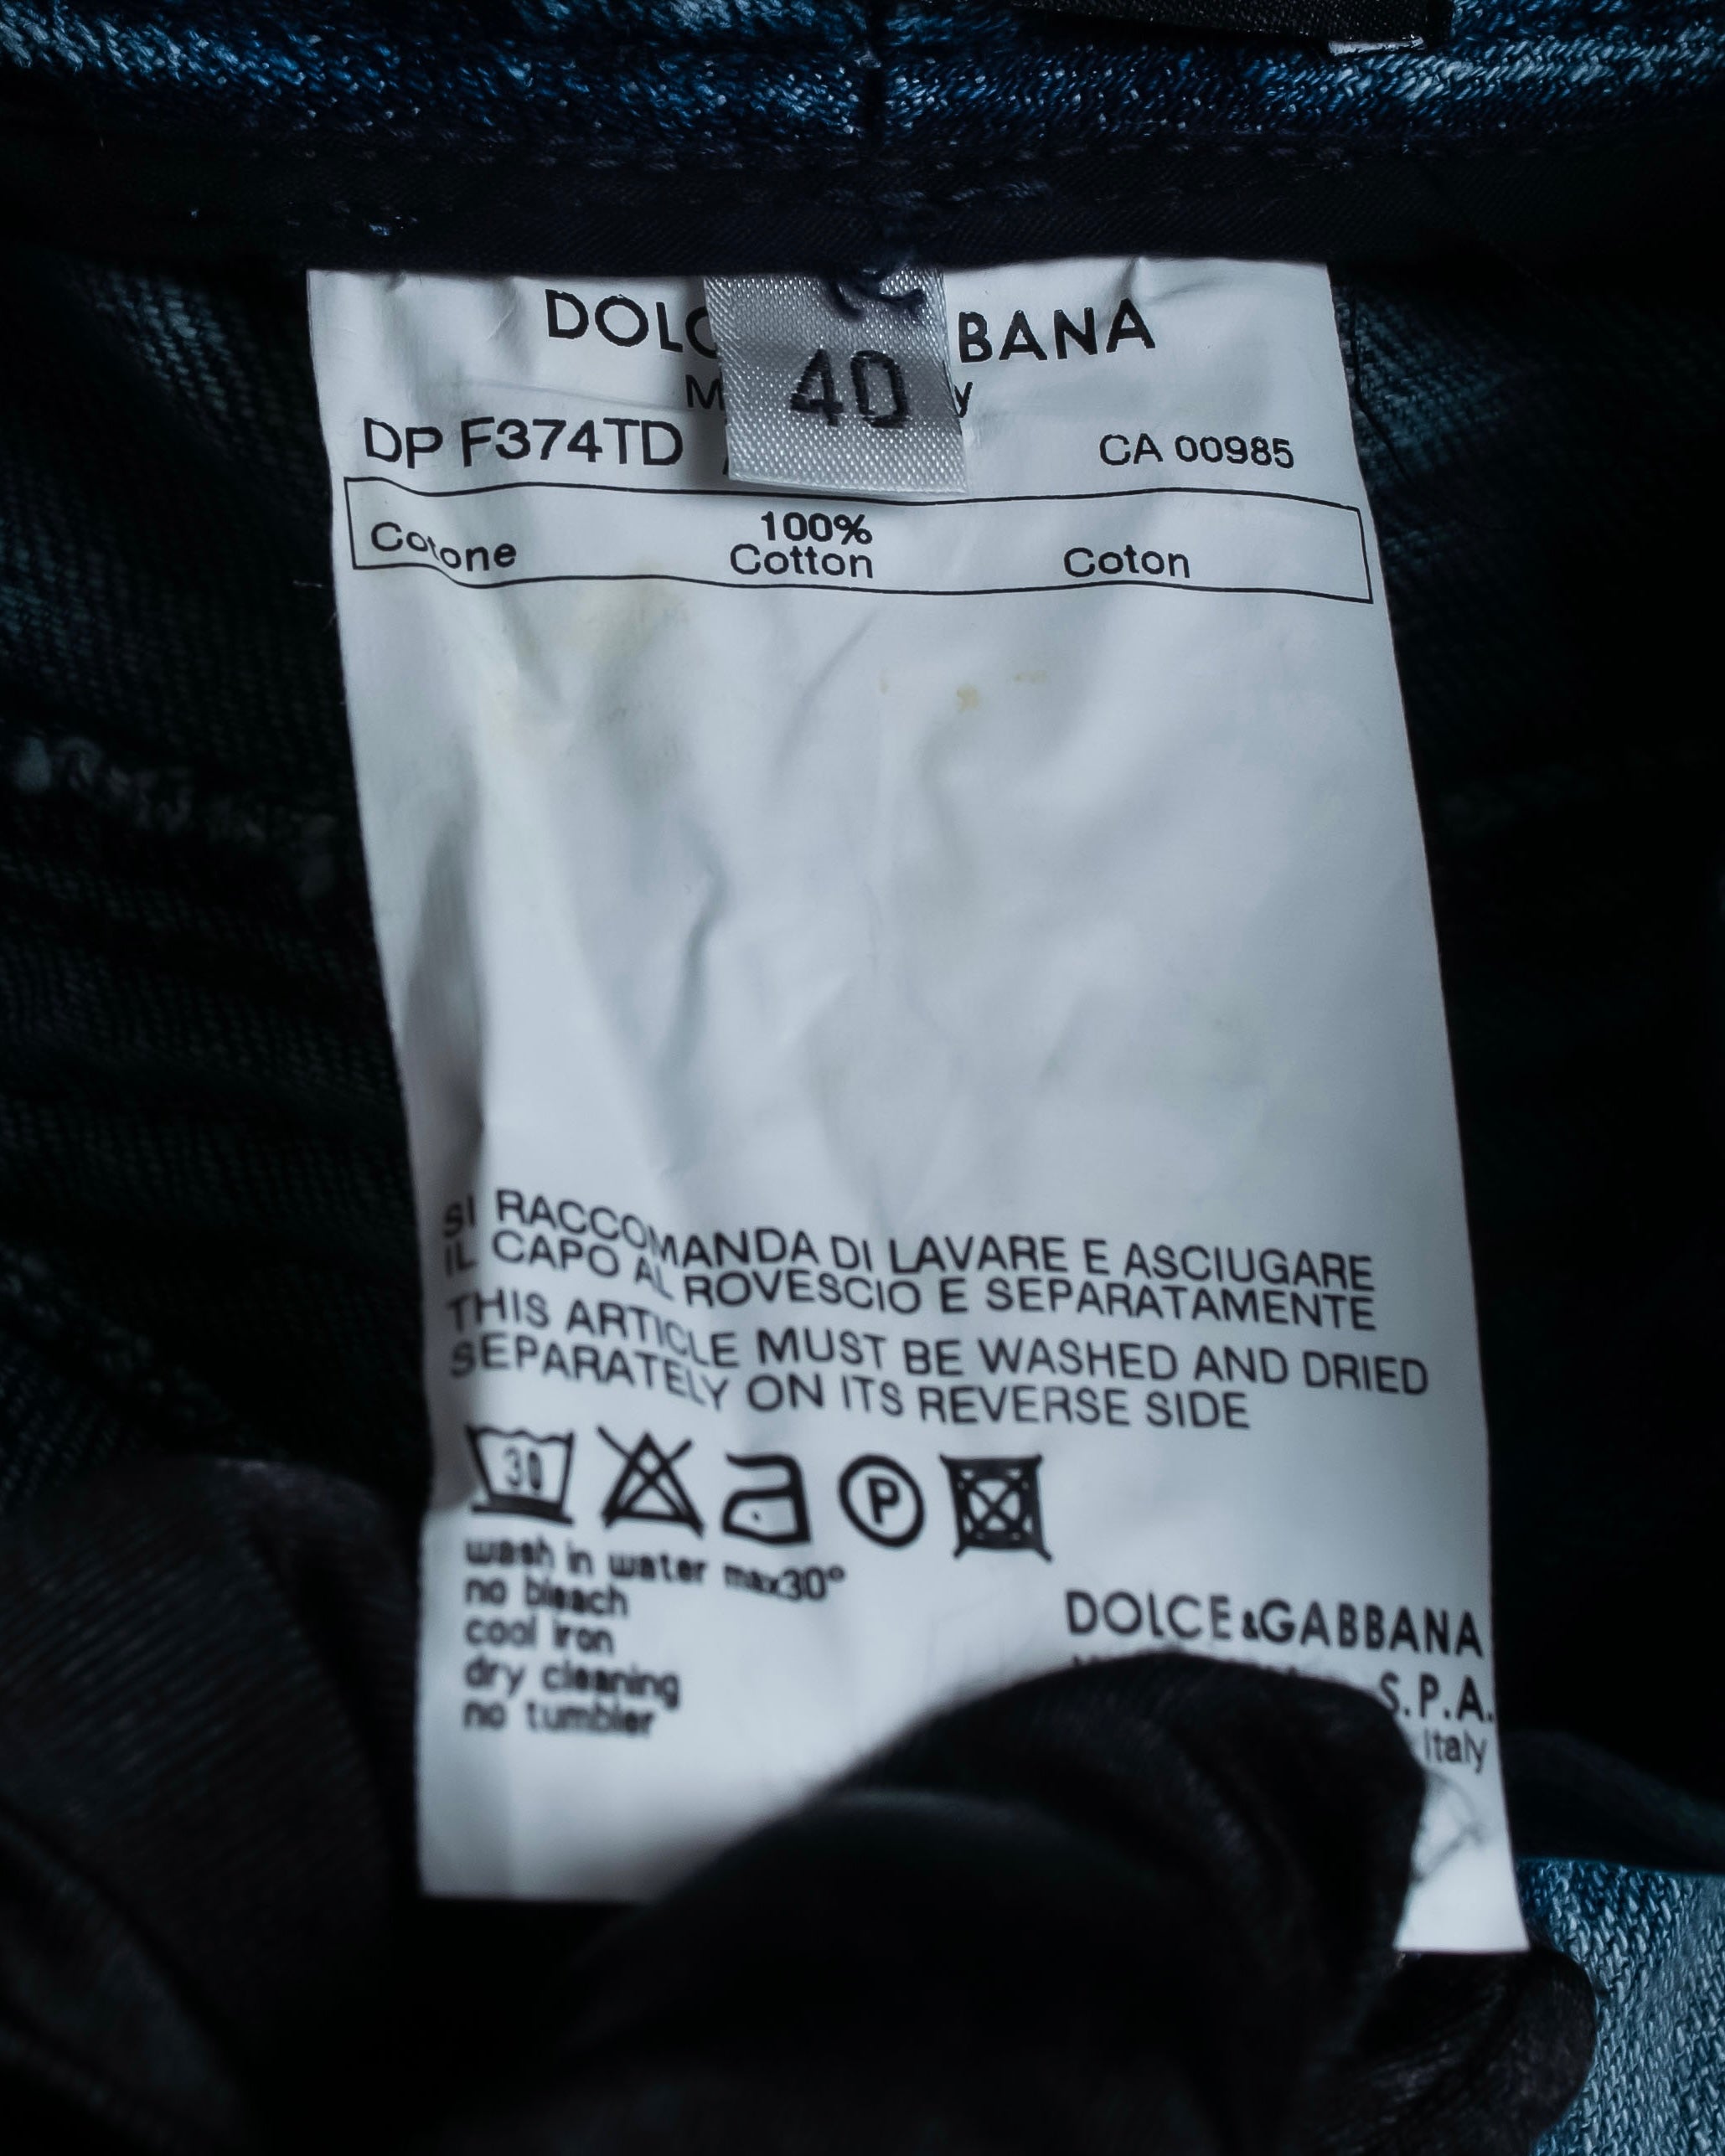 DOLC BANA
40
DP F374TD
CA 00985
100%
Cotone Cotton Coton
SI RACCOMANDA DI LAVARE E ASCIUGARE
IL CAPO AL ROVESCIO E SEPARATAMENTE
THIS ARTICLE MUST BE WASHED AND DRIED
SEPARATELY ON ITS REVERSE SIDE
30 P
wash in water max30°
no bleach
cool iron
dry cleaning
no tumbler
DOLCE&GABBANA
S.P.A.
Italy